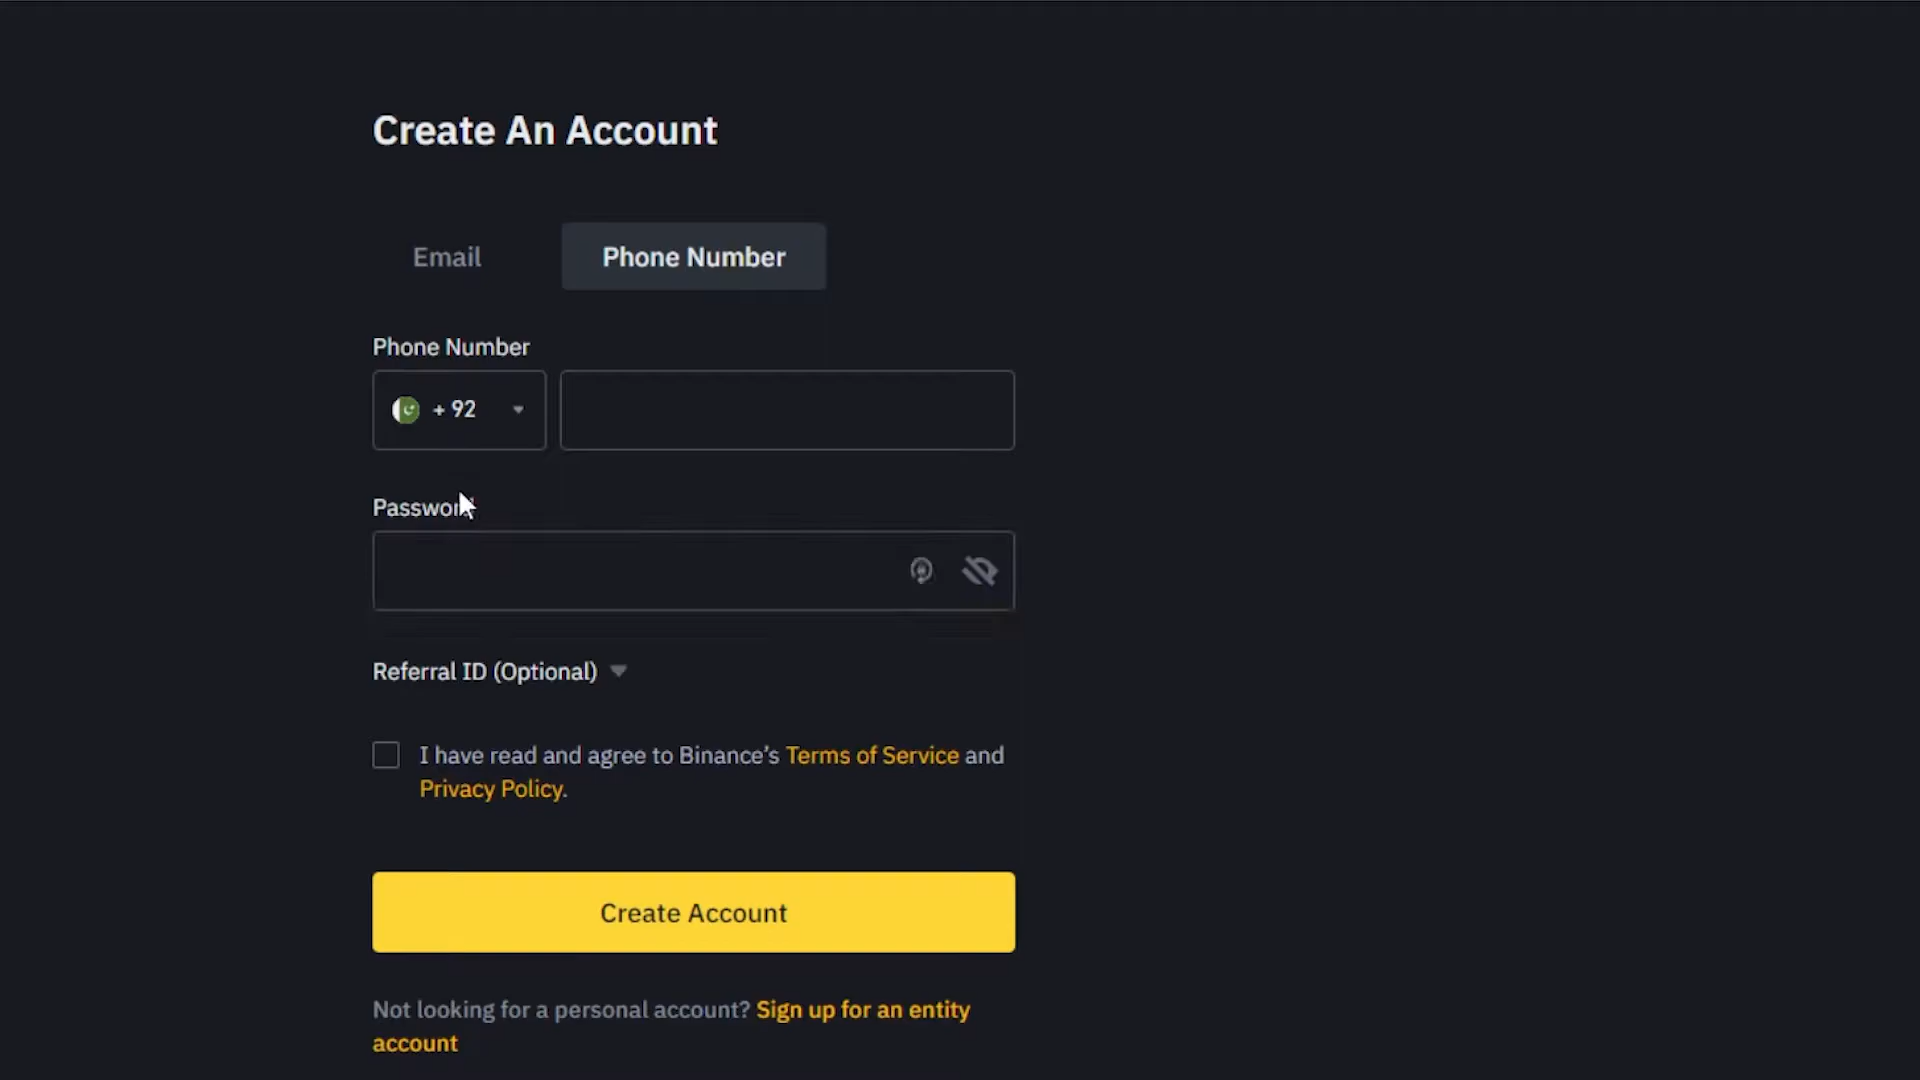 Create An Account
Email
Phone Number
Phone Number
+ 92
Password
Referral ID (Optional)
I have read and agree to Binance's Terms of Service and
Privacy Policy.
Create Account
Not looking for a personal account? Sign up for an entity
account